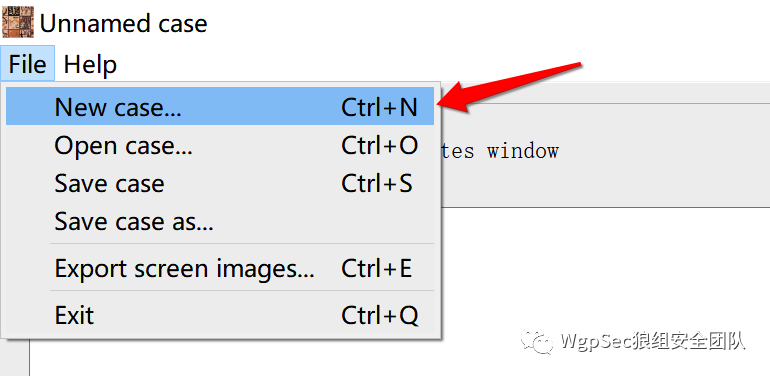 Unnamed case
File Help
New case... Ctrl+N
Open case... Ctrl+O
tes window
Save case Ctrl+S
Save case as...
Export screen images... Ctrl+E
Exit Ctrl+Q
WgpSec狼组安全团队